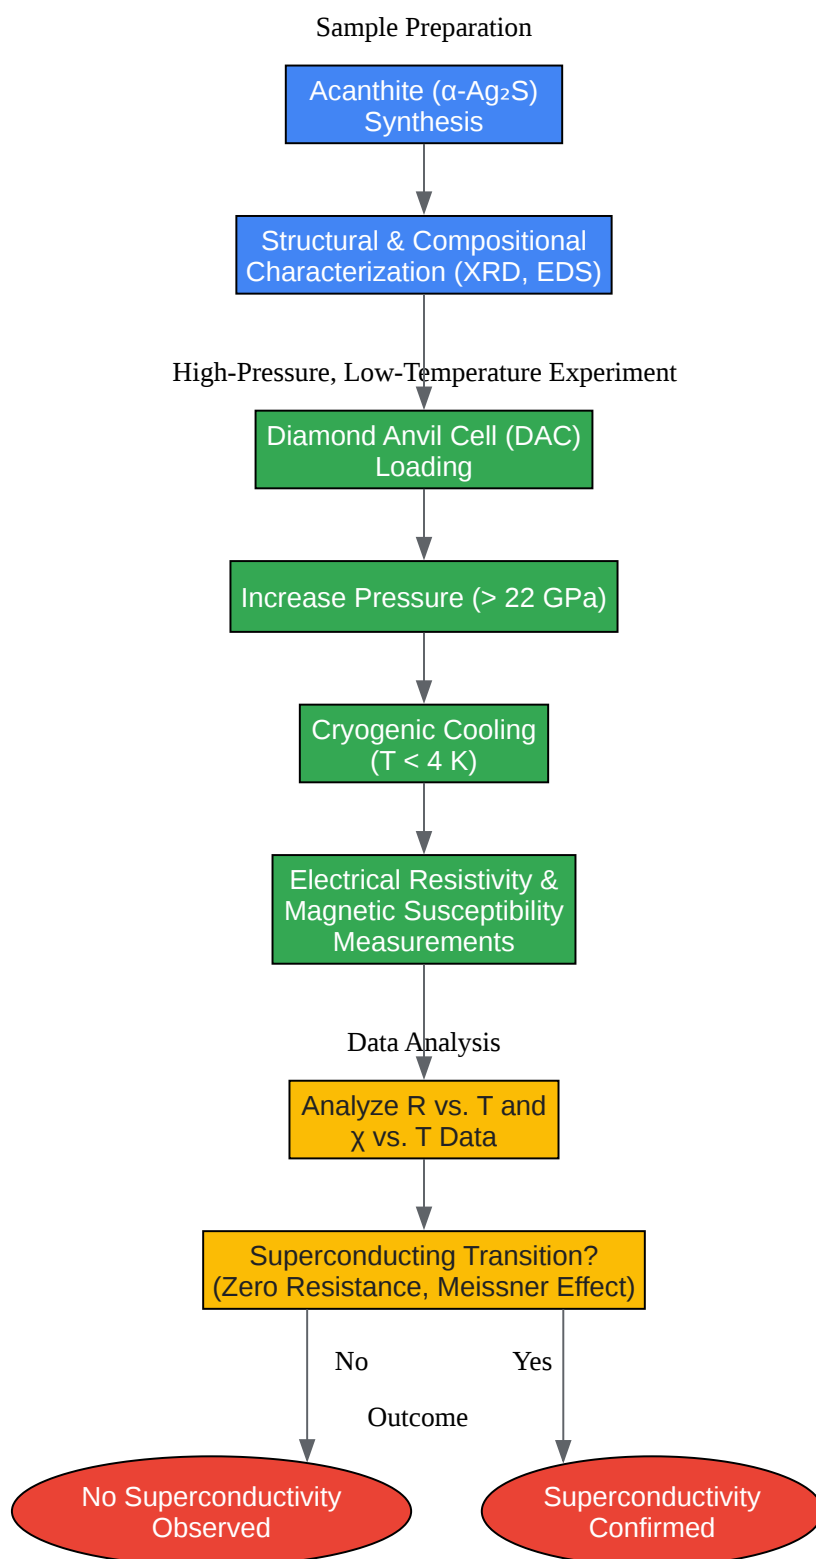 Sample Preparation
Acanthite (α-Ag₂S)
Synthesis
Structural & Compositional
Characterization (XRD, EDS)
High-Pressure, Low-Temperature Experiment
Diamond Anvil Cell (DAC)
Loading
Increase Pressure (> 22 GPa)
Cryogenic Cooling
(T < 4 K)
Electrical Resistivity &
Magnetic Susceptibility
Measurements
Data Analysis
Analyze R vs. T and
χ vs. T Data
Superconducting Transition?
(Zero Resistance, Meissner Effect)
No
Yes
Outcome
No Superconductivity
Observed
Superconductivity
Confirmed